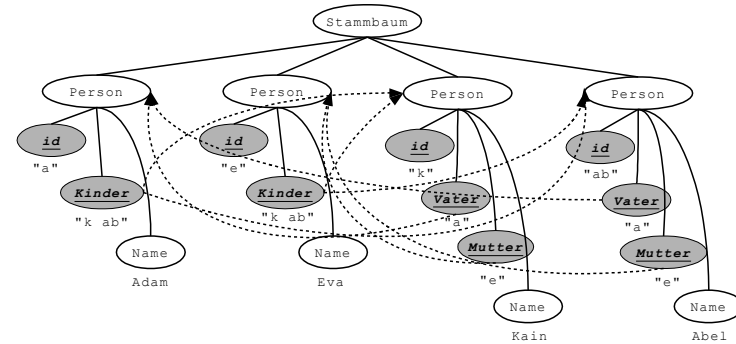 Stammbaum
Person Person Person Person
id id id id
"a" "e" "k" "ab"
Kinder Kinder Vater Vater
"k ab" "k ab" "a" "a"
Name Name Mutter Mutter
Adam Eva "e" "e"
Name Name
Kain Abel